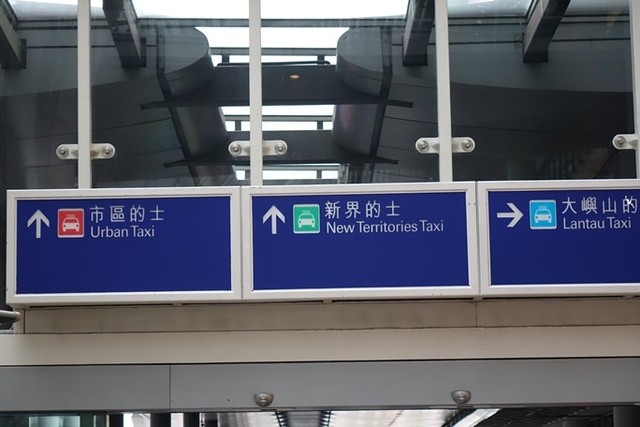 市區的士
Urban Taxi
新界的士
New Territories Taxi
大嶼山的
Lantau Taxi